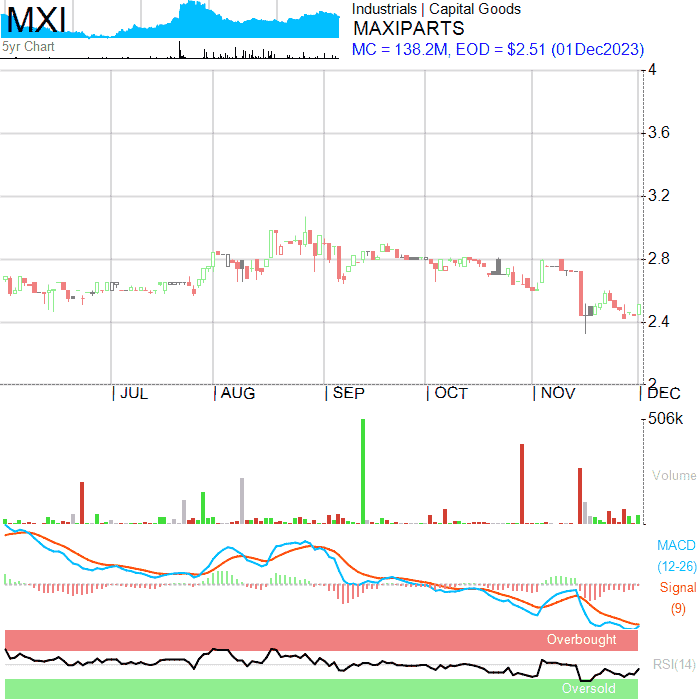 MXI
5yr Chart
Industrials | Capital Goods
MAXIPARTS
MC = 138.2M, EOD = $2.51 (01Dec2023)
4
3.6
3.2
2.8
2.4
2
JUL AUG SEP OCT NOV DEC
506k
Volume
MACD
(12-26)
Signal
(9)
Overbought
RSI(14)
Oversold